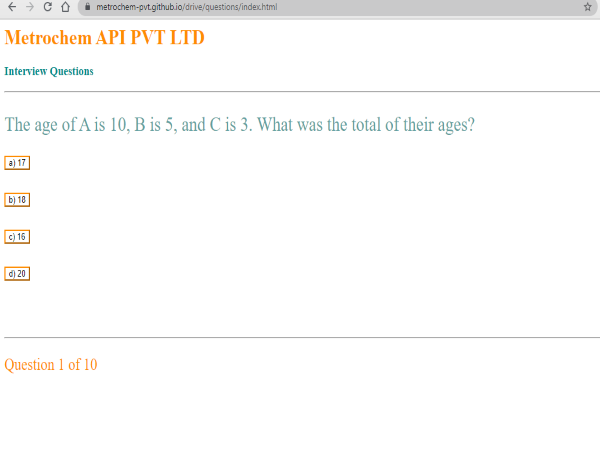 metrochem-pvt.github.io/drive/questions/index.html
Metrochem API PVT LTD
Interview Questions
The age of A is 10, B is 5, and C is 3. What was the total of their ages?
a) 17
b) 18
c) 16
d) 20
Question 1 of 10